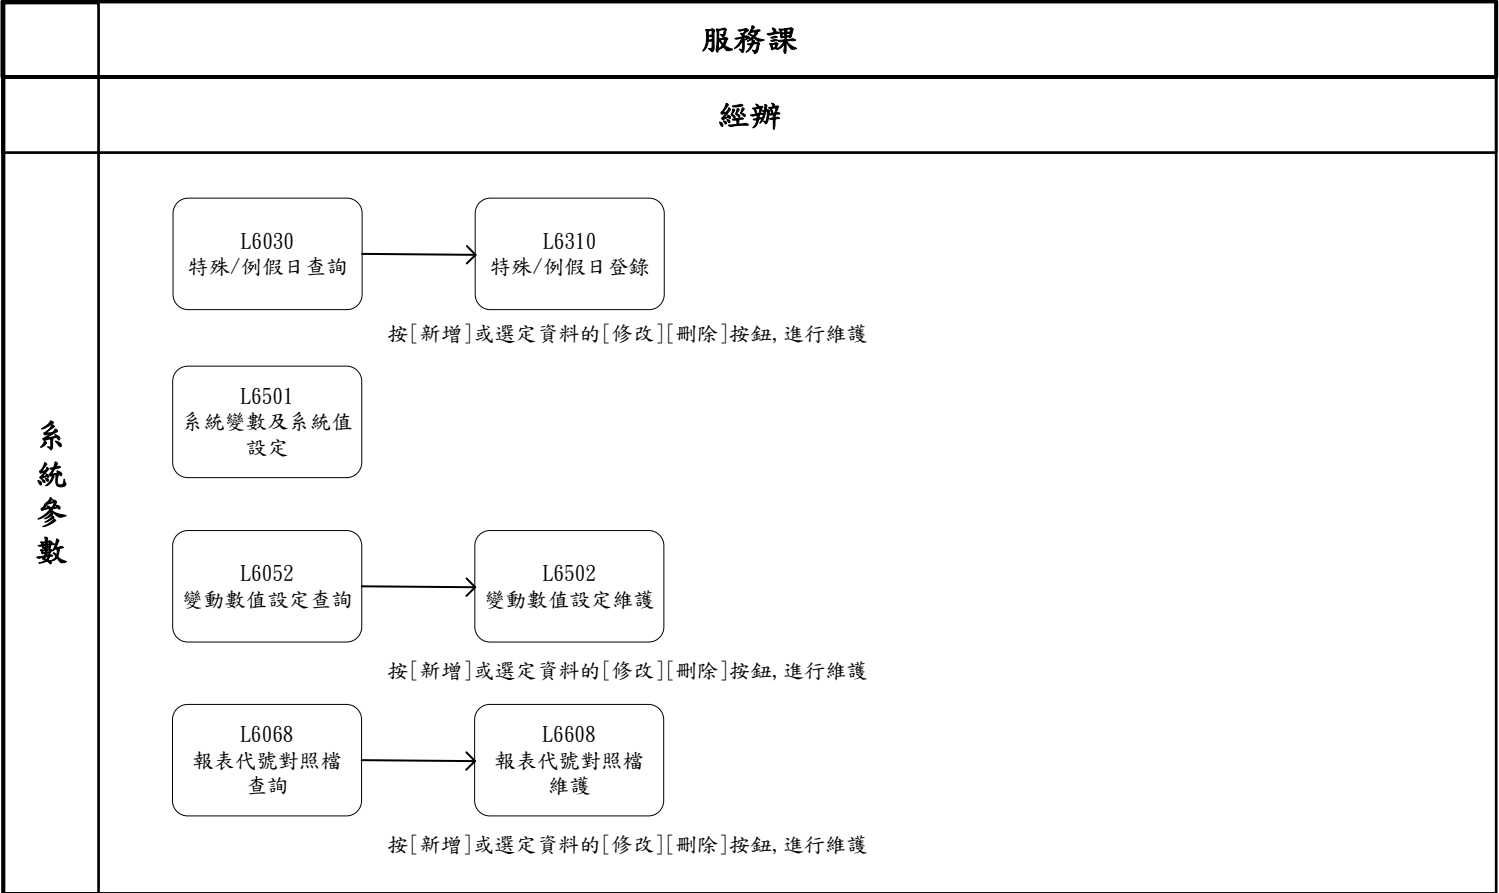 服務課
經辦
系
統
參
數
L6030
特殊/例假日查詢
L6310
特殊/例假日登錄
按[新增]或選定資料的[修改][刪除]按鈕,進行維護
L6501
系統變數及系統值
設定
L6052
變動數值設定查詢
L6502
變動數值設定維護
按[新增]或選定資料的[修改][刪除]按鈕,進行維護
L6068
報表代號對照檔
查詢
L6608
報表代號對照檔
維護
按[新增]或選定資料的[修改][刪除]按鈕,進行維護